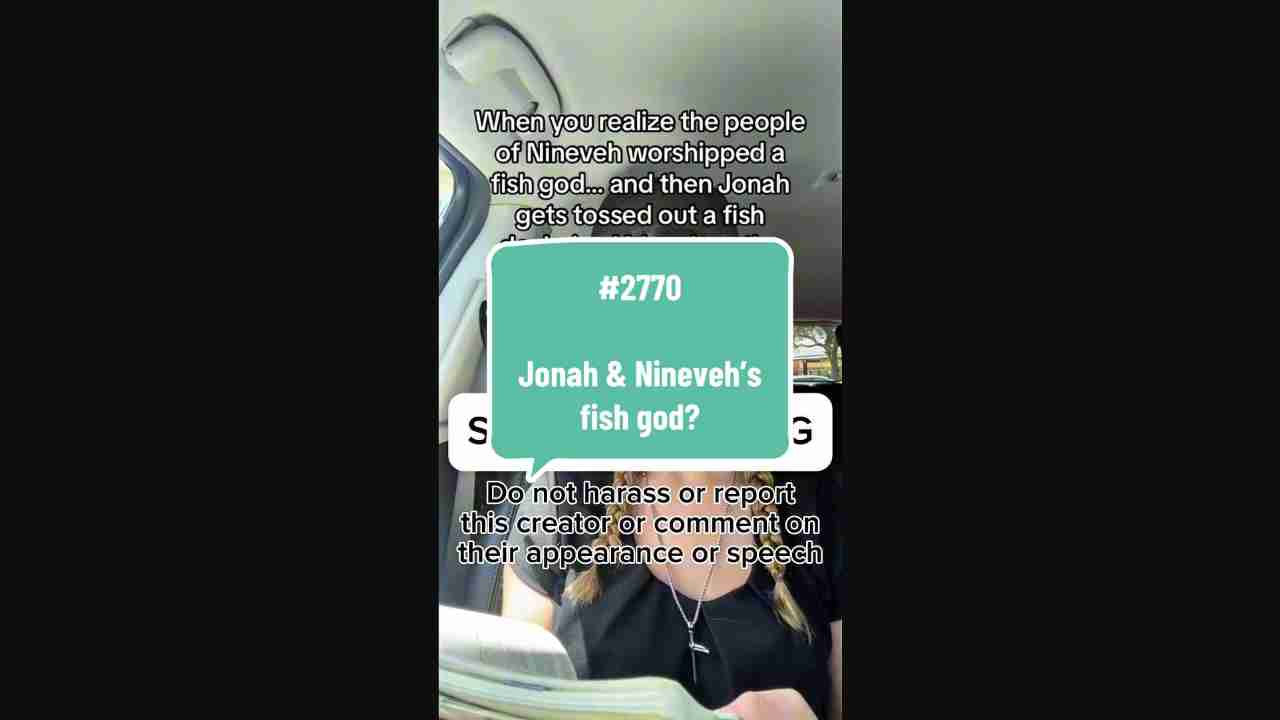 When you realize the people
of Nineveh worshipped a
fish god... and then Jonah
gets tossed out a fish
#2770
Jonah & Nineveh's
fish god?
S
G
Do not harass or report
this creator or comment on
their appearance or speech